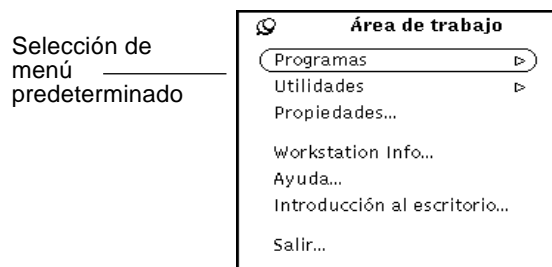 Selección de
menú
predeterminado
Área de trabajo
Programas
Utilidades
Propiedades...
Workstation Info...
Ayuda...
Introducción al escritorio...
Salir...